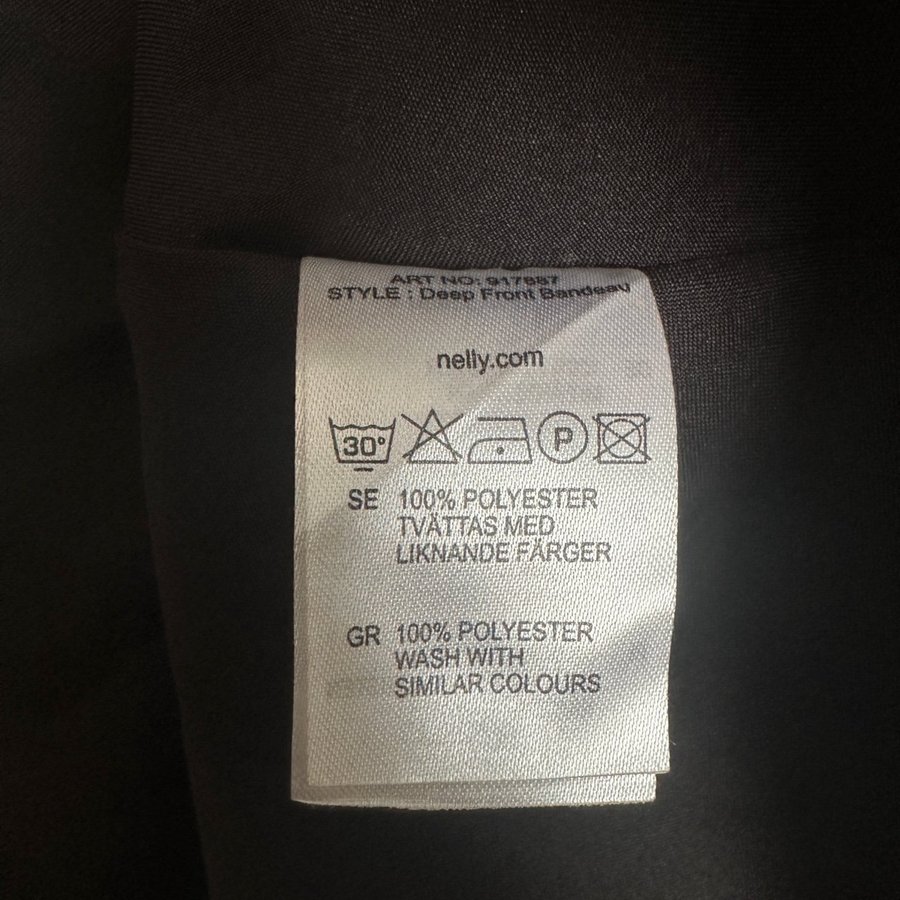 ART NO: 917887
STYLE : Deep Front Bandeau
nelly.com
30°
P
SE 100% POLYESTER
TVÄTTAS MED
LIKNANDE FÄRGER
GR 100% POLYESTER
WASH WITH
SIMILAR COLOURS